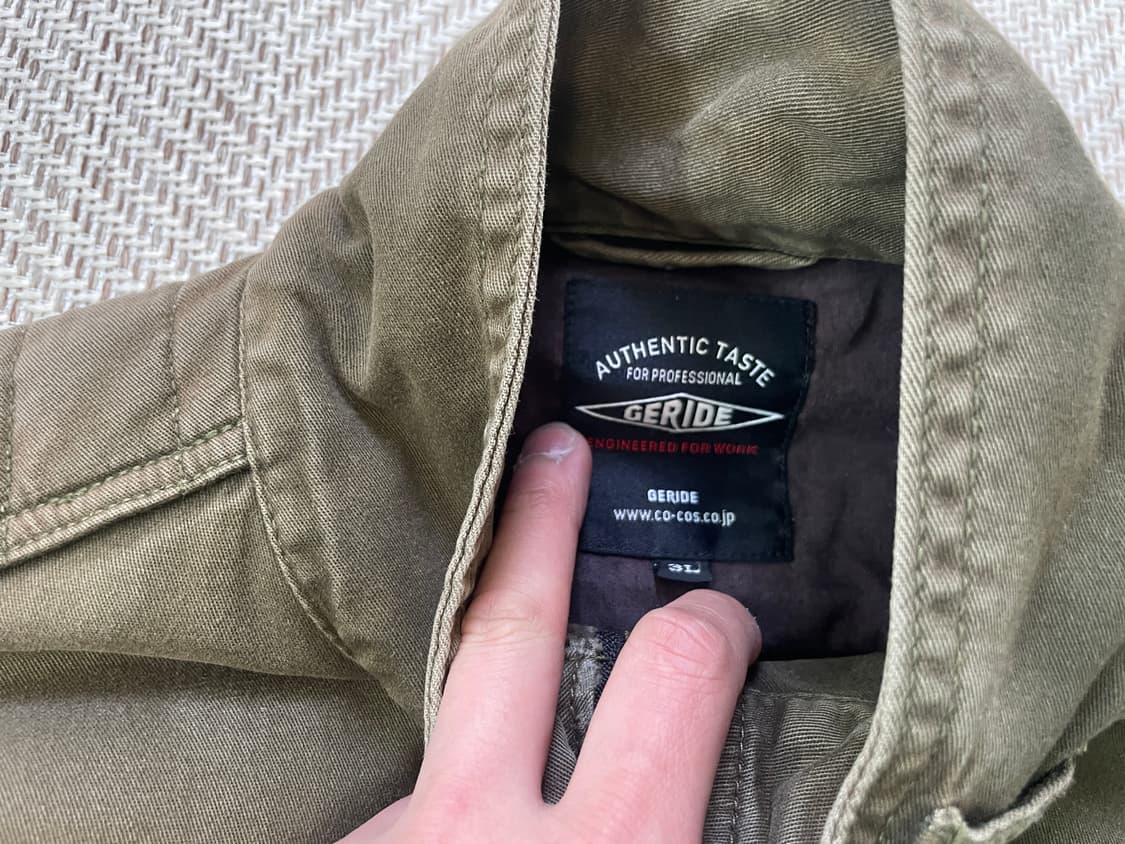 AUTHENTIC TASTE
FOR PROFESSIONAL
GERIDE
ENGINEERED FOR WORK
GERIDE
www.co-cos.co.jp
3L